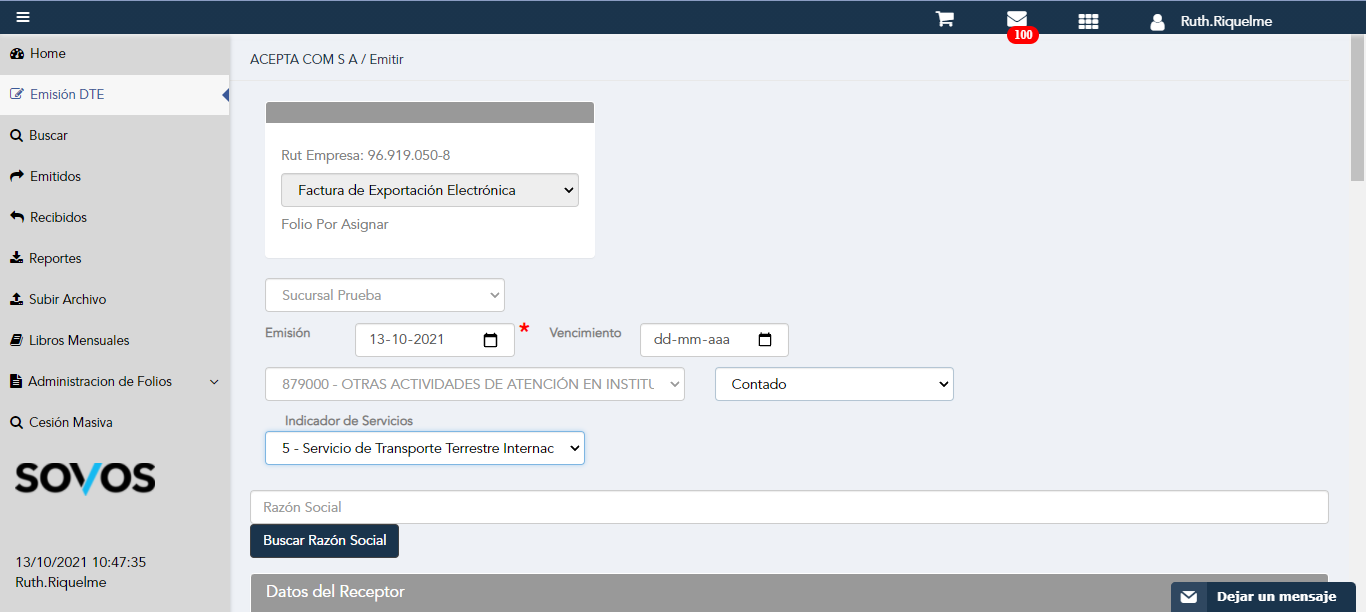 Ruth.Riquelme
100
Home
Emisión DTE
Buscar
Emitidos
Recibidos
Reportes
Subir Archivo
Libros Mensuales
Administracion de Folios
Cesión Masiva
SOVOS
13/10/2021 10:47:35
Ruth.Riquelme
ACEPTA COM S A / Emitir
Rut Empresa: 96.919.050-8
Factura de Exportación Electrónica
Folio Por Asignar
Sucursal Prueba
Emisión 13-10-2021 * Vencimiento dd-mm-aaa
879000 - OTRAS ACTIVIDADES DE ATENCIÓN EN INSTITU Contado
Indicador de Servicios
5 - Servicio de Transporte Terrestre Internac
Razón Social
Buscar Razón Social
Datos del Receptor
Dejar un mensaje